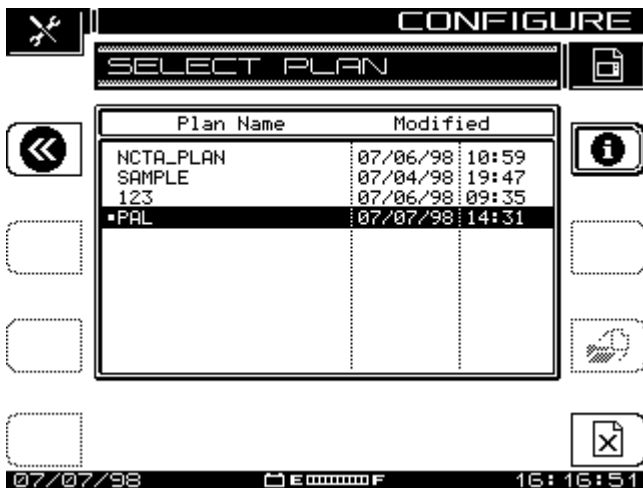 CONFIGURE
SELECT PLAN
Plan Name Modified
NCTA_PLAN 07/06/98 10:59
SAMPLE 07/04/98 19:47
123 07/06/98 09:35
▪PAL 07/07/98 14:31
07/07/98 E F 16:16:51